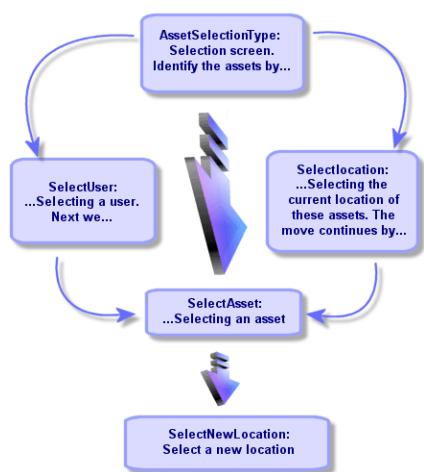 AssetSelectionType:
Selection screen.
Identify the assets by...
SelectUser:
...Selecting a user.
Next we...
Selectlocation:
...Selecting the
current location of
these assets. The
move continues by...
SelectAsset:
...Selecting an asset
SelectNewLocation:
Select a new location